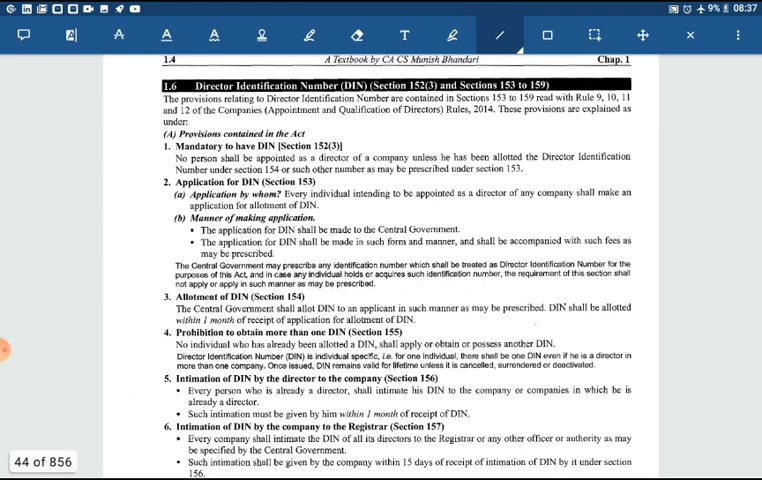 9% 08:37
T
1.4 A Textbook by CA CS Munish Bhandari Chap. 1
1.6 Director Identification Number (DIN) (Section 152(3) and Sections 153 to 159)
The provisions relating to Director Identification Number are contained in Sections 153 to 159 read with Rule 9, 10, 11
and 12 of the Companies (Appointment and Qualification of Directors) Rules, 2014. These provisions are explained as
under:
(A) Provisions contained in the Act
1. Mandatory to have DIN [Section 152(3)]
No person shall be appointed as a director of a company unless he has been allotted the Director Identification
Number under section 154 or such other number as may be prescribed under section 153.
2. Application for DIN (Section 153)
(a) Application by whom? Every individual intending to be appointed as a director of any company shall make an
application for allotment of DIN.
(b) Manner of making application.
• The application for DIN shall be made to the Central Government.
• The application for DIN shall be made in such form and manner, and shall be accompanied with such fees as
may be prescribed.
The Central Government may prescribe any identification number which shall be treated as Director Identification Number for the
purposes of this Act, and in case any individual holds or acquires such identification number, the requirement of this section shall
not apply or apply in such manner as may be prescribed.
3. Allotment of DIN (Section 154)
The Central Government shall allot DIN to an applicant in such manner as may be prescribed. DIN shall be allotted
within 1 month of receipt of application for allotment of DIN.
4. Prohibition to obtain more than one DIN (Section 155)
No individual who has already been allotted a DIN, shall apply or obtain or possess another DIN.
Director Identification Number (DIN) is individual specific, i.e. for one individual, there shall be one DIN even if he is a director in
more than one company. Once issued, DIN remains valid for lifetime unless it is cancelled, surrendered or deactivated.
5. Intimation of DIN by the director to the company (Section 156)
• Every person who is already a director, shall intimate his DIN to the company or companies in which he is
already a director.
• Such intimation must be given by him within 1 month of receipt of DIN.
6. Intimation of DIN by the company to the Registrar (Section 157)
• Every company shall intimate the DIN of all its directors to the Registrar or any other officer or authority as may
be specified by the Central Government.
• Such intimation shall be given by the company within 15 days of receipt of intimation of DIN by it under section
156.
44 of 856